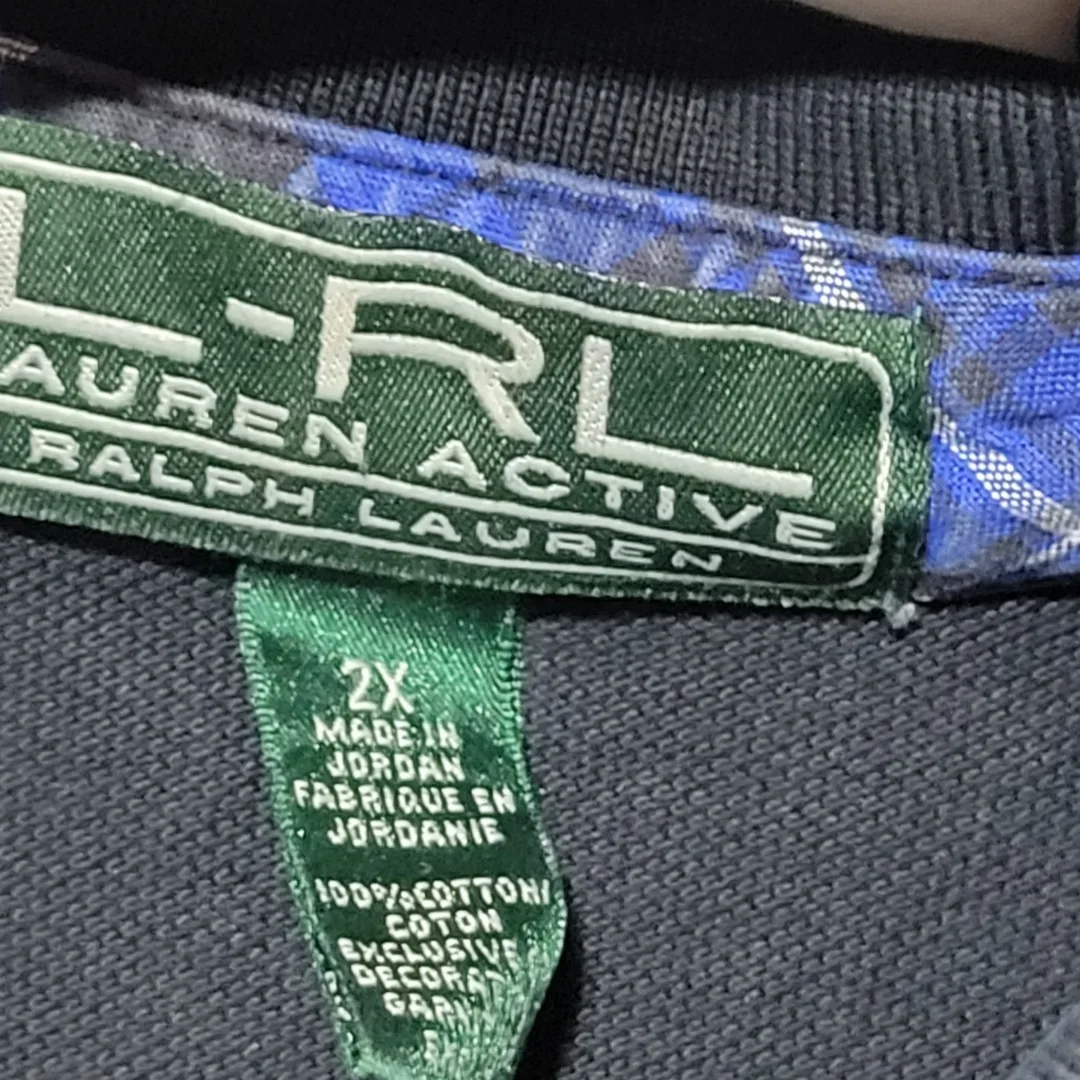 L-RL
LAUREN ACTIVE
RALPH LAUREN
2X
MADE IN
JORDAN
FABRIQUE EN
JORDANIE
100%COTTON/
COTON
EXCLUSIVE